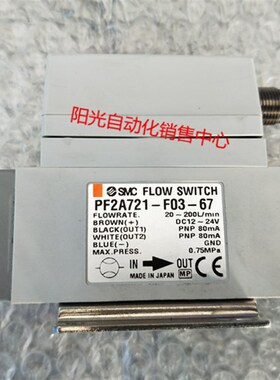 阳光自动化销售中心
SMC FLOW SWITCH
PF2A721-F03-67
FLOWRATE. 20~200L/min
BROWN(+) DC12~24V
BLACK(OUT1) PNP 80mA
WHITE(OUT2) PNP 80mA
BLUE(-) GND
MAX.PRESS. 0.75MPa
IN OUT
MADE IN JAPAN MP